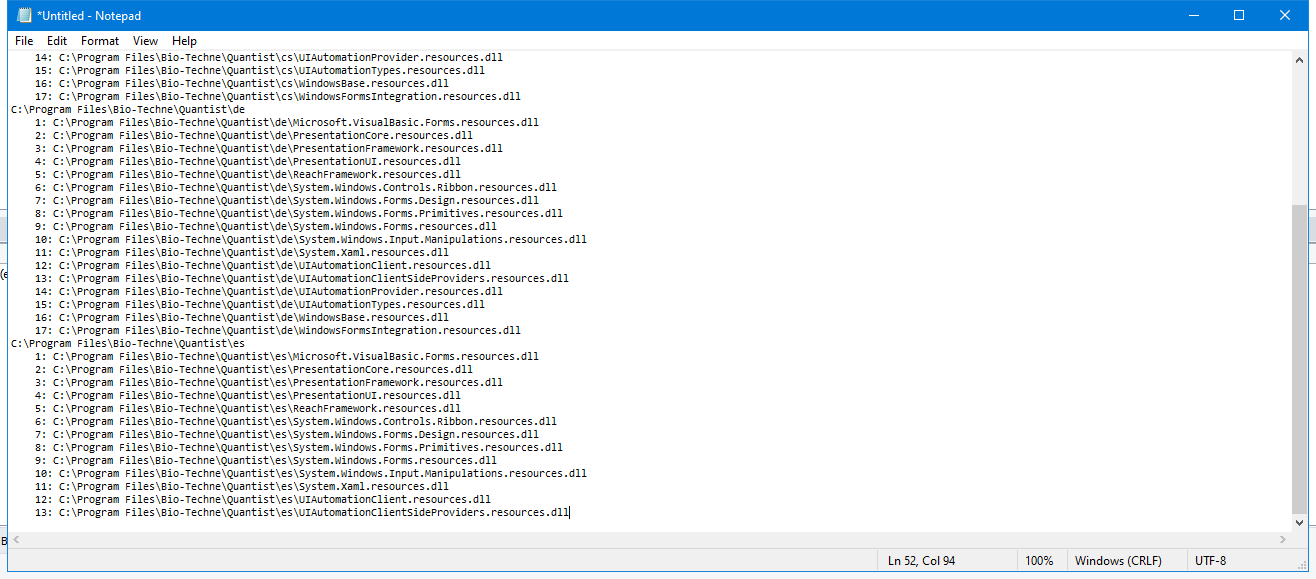 *Untitled - Notepad
File Edit Format View Help
14: C:\Program Files\Bio-Techne\Quantist\cs\UIAutomationProvider.resources.dll
15: C:\Program Files\Bio-Techne\Quantist\cs\UIAutomationTypes.resources.dll
16: C:\Program Files\Bio-Techne\Quantist\cs\WindowsBase.resources.dll
17: C:\Program Files\Bio-Techne\Quantist\cs\WindowsFormsIntegration.resources.dll
C:\Program Files\Bio-Techne\Quantist\de
1: C:\Program Files\Bio-Techne\Quantist\de\Microsoft.VisualBasic.Forms.resources.dll
2: C:\Program Files\Bio-Techne\Quantist\de\PresentationCore.resources.dll
3: C:\Program Files\Bio-Techne\Quantist\de\PresentationFramework.resources.dll
4: C:\Program Files\Bio-Techne\Quantist\de\PresentationUI.resources.dll
5: C:\Program Files\Bio-Techne\Quantist\de\ReachFramework.resources.dll
6: C:\Program Files\Bio-Techne\Quantist\de\System.Windows.Controls.Ribbon.resources.dll
7: C:\Program Files\Bio-Techne\Quantist\de\System.Windows.Forms.Design.resources.dll
8: C:\Program Files\Bio-Techne\Quantist\de\System.Windows.Forms.Primitives.resources.dll
9: C:\Program Files\Bio-Techne\Quantist\de\System.Windows.Forms.resources.dll
10: C:\Program Files\Bio-Techne\Quantist\de\System.Windows.Input.Manipulations.resources.dll
11: C:\Program Files\Bio-Techne\Quantist\de\System.Xaml.resources.dll
12: C:\Program Files\Bio-Techne\Quantist\de\UIAutomationClient.resources.dll
13: C:\Program Files\Bio-Techne\Quantist\de\UIAutomationClientSideProviders.resources.dll
14: C:\Program Files\Bio-Techne\Quantist\de\UIAutomationProvider.resources.dll
15: C:\Program Files\Bio-Techne\Quantist\de\UIAutomationTypes.resources.dll
16: C:\Program Files\Bio-Techne\Quantist\de\WindowsBase.resources.dll
17: C:\Program Files\Bio-Techne\Quantist\de\WindowsFormsIntegration.resources.dll
C:\Program Files\Bio-Techne\Quantist\es
1: C:\Program Files\Bio-Techne\Quantist\es\Microsoft.VisualBasic.Forms.resources.dll
2: C:\Program Files\Bio-Techne\Quantist\es\PresentationCore.resources.dll
3: C:\Program Files\Bio-Techne\Quantist\es\PresentationFramework.resources.dll
4: C:\Program Files\Bio-Techne\Quantist\es\PresentationUI.resources.dll
5: C:\Program Files\Bio-Techne\Quantist\es\ReachFramework.resources.dll
6: C:\Program Files\Bio-Techne\Quantist\es\System.Windows.Controls.Ribbon.resources.dll
7: C:\Program Files\Bio-Techne\Quantist\es\System.Windows.Forms.Design.resources.dll
8: C:\Program Files\Bio-Techne\Quantist\es\System.Windows.Forms.Primitives.resources.dll
9: C:\Program Files\Bio-Techne\Quantist\es\System.Windows.Forms.resources.dll
10: C:\Program Files\Bio-Techne\Quantist\es\System.Windows.Input.Manipulations.resources.dll
11: C:\Program Files\Bio-Techne\Quantist\es\System.Xaml.resources.dll
12: C:\Program Files\Bio-Techne\Quantist\es\UIAutomationClient.resources.dll
13: C:\Program Files\Bio-Techne\Quantist\es\UIAutomationClientSideProviders.resources.dll
Ln 52, Col 94 100% Windows (CRLF) UTF-8